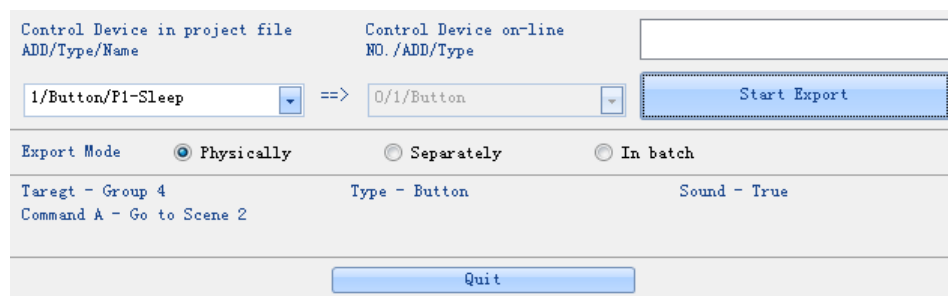 Control Device in project file
ADD/Type/Name
Control Device on-line
NO./ADD/Type
1/Button/P1-Sleep
==>
0/1/Button
Start Export
Export Mode
Physically
Separately
In batch
Taregt - Group 4
Type - Button
Sound - True
Command A - Go to Scene 2
Quit